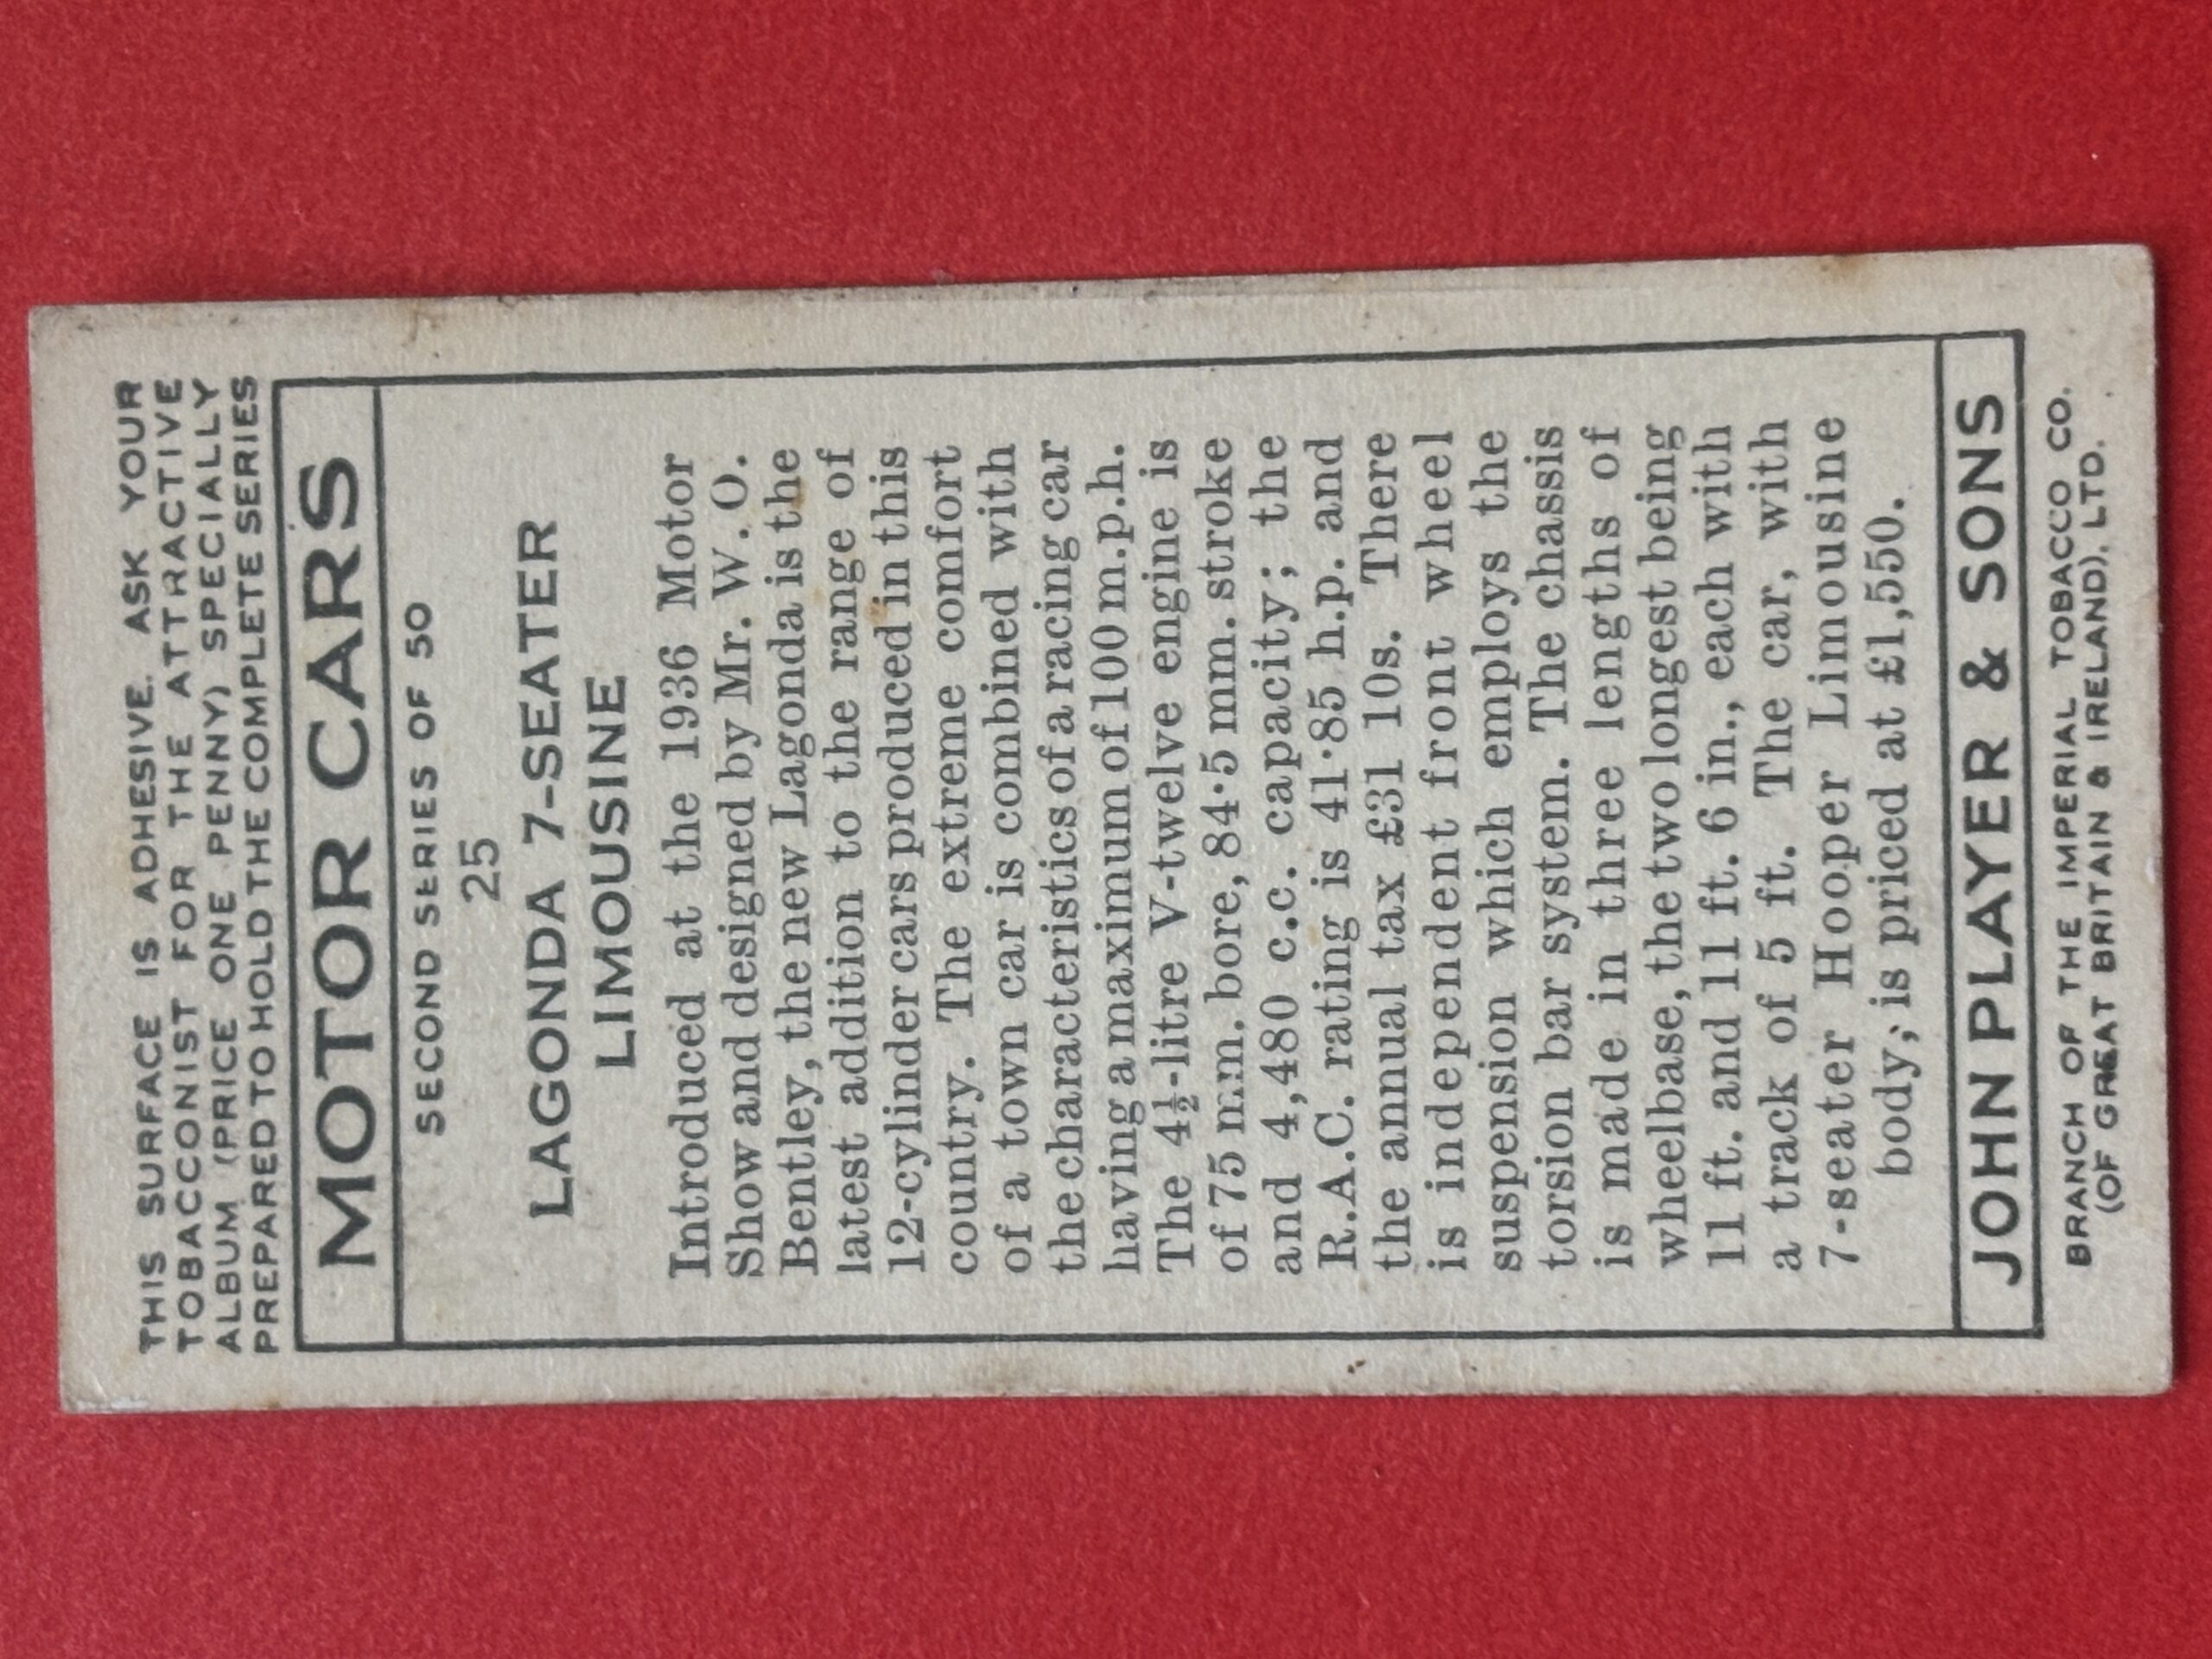 THIS SURFACE IS ADHESIVE. ASK YOUR
TOBACCONIST FOR THE ATTRACTIVE
ALBUM (PRICE ONE PENNY) SPECIALLY
PREPARED TO HOLD THE COMPLETE SERIES
MOTOR CARS
SECOND SERIES OF 50
25
LAGONDA 7-SEATER
LIMOUSINE
Introduced at the 1936 Motor
Show and designed by Mr. W. O.
Bentley, the new Lagonda is the
latest addition to the range of
12-cylinder cars produced in this
country. The extreme comfort
of a town car is combined with
the characteristics of a racing car
having a maximum of 100 m.p.h.
The 4½-litre V-twelve engine is
of 75 mm. bore, 84·5 mm. stroke
and 4,480 c.c. capacity; the
R.A.C. rating is 41·85 h.p. and
the annual tax £31 10s. There
is independent front wheel
suspension which employs the
torsion bar system. The chassis
is made in three lengths of
wheelbase, the two longest being
11 ft. and 11 ft. 6 in., each with
a track of 5 ft. The car, with
7-seater Hooper Limousine
body, is priced at £1,550.
JOHN PLAYER & SONS
BRANCH OF THE IMPERIAL TOBACCO CO.
(OF GREAT BRITAIN & IRELAND), LTD.